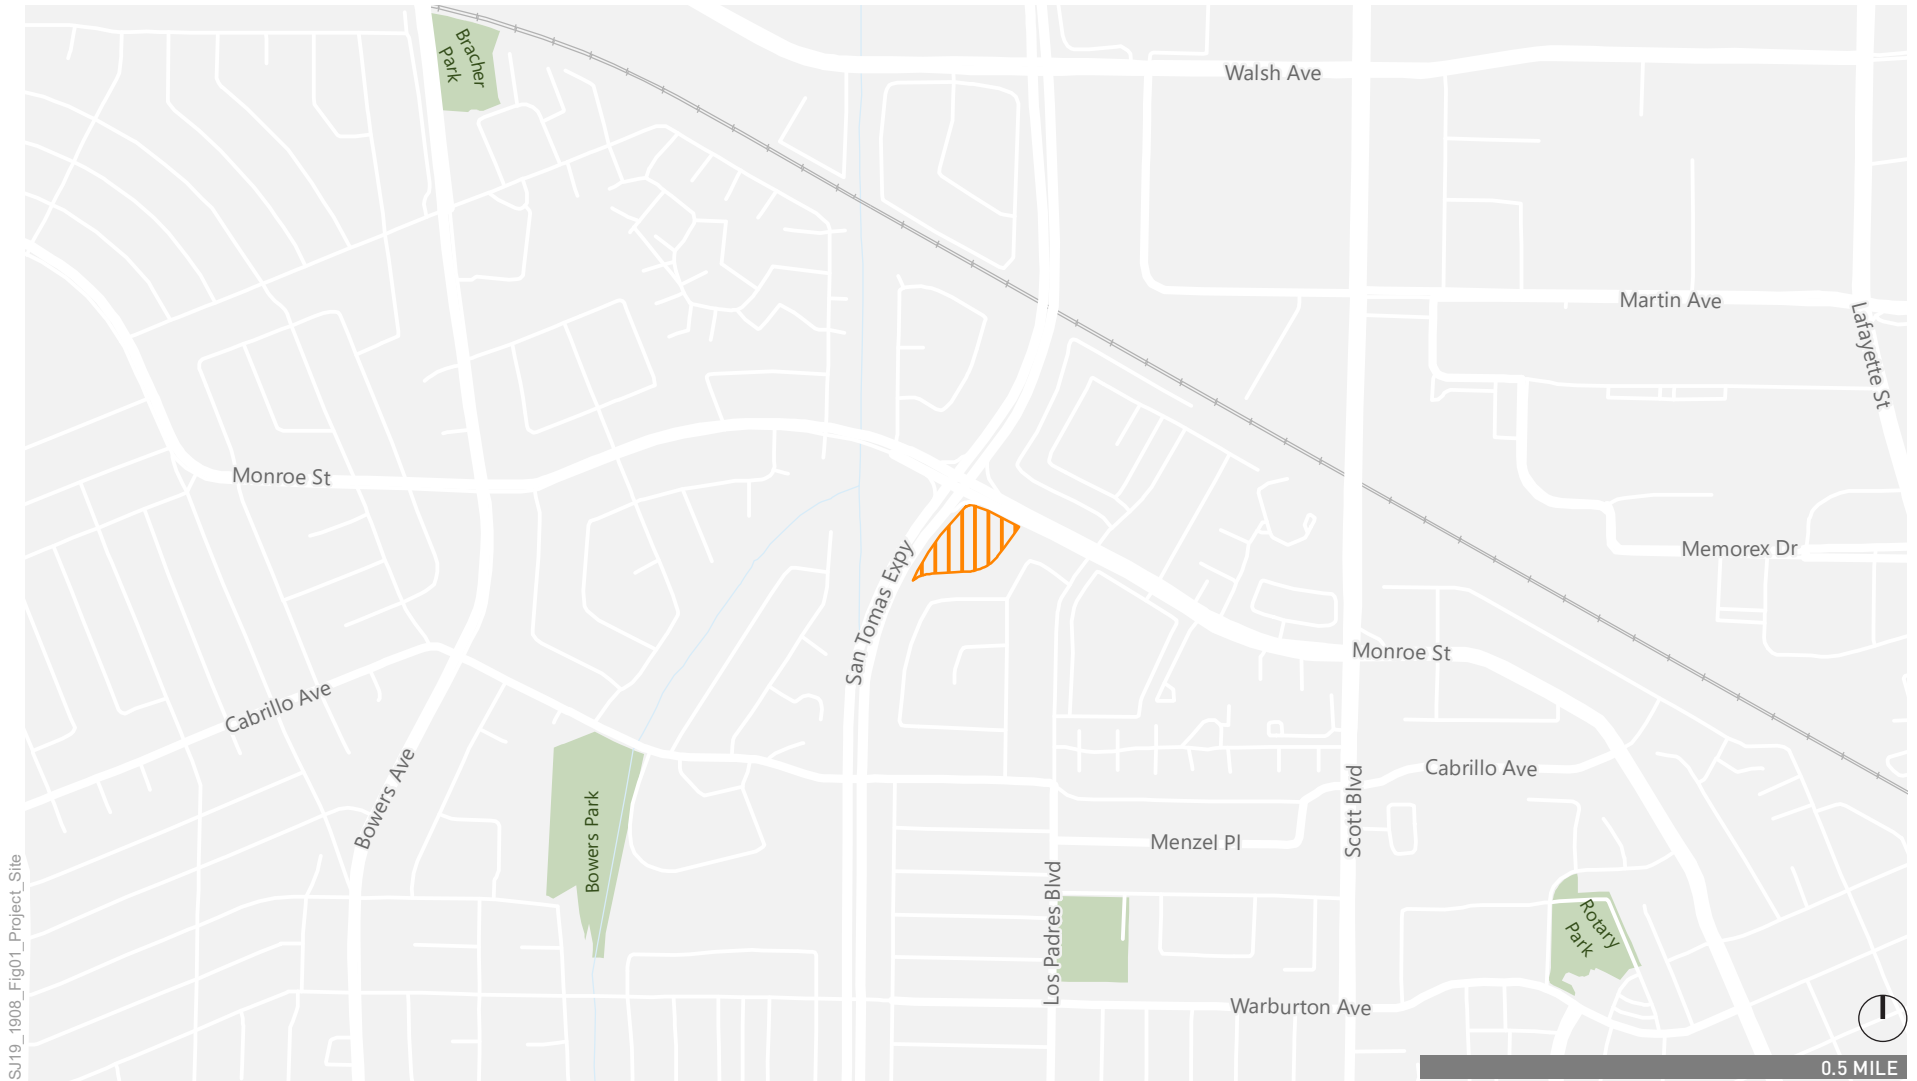 Bracher
Park
Walsh Ave
Martin Ave
Lafayette St
Monroe St
Memorex Dr
San Tomas Expy
Monroe St
Cabrillo Ave
Bowers Ave
Cabrillo Ave
Scott Blvd
Bowers Park
Menzel Pl
Los Padres Blvd
Rotary
Park
Warburton Ave
SJ19_1908_Fig01_Project_Site
0.5 MILE